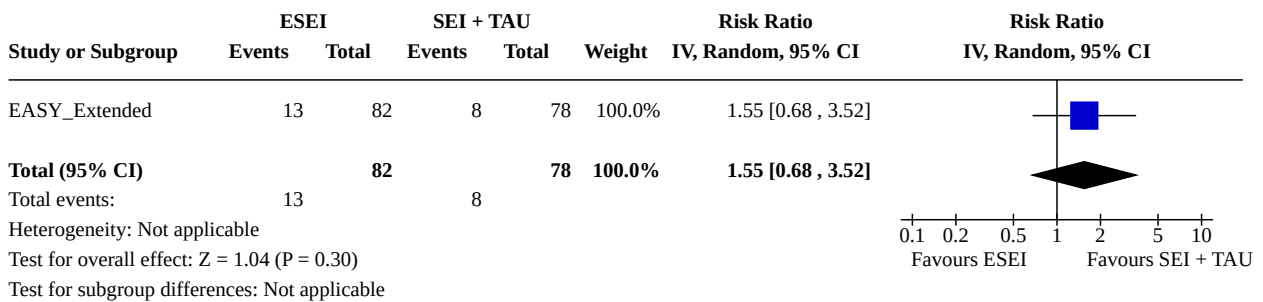 ESEI SEI + TAU Risk Ratio Risk Ratio
Study or Subgroup Events Total Events Total Weight IV, Random, 95% CI IV, Random, 95% CI
EASY_Extended 13 82 8 78 100.0% 1.55 [0.68 , 3.52]
Total (95% CI) 82 78 100.0% 1.55 [0.68 , 3.52]
Total events: 13 8
Heterogeneity: Not applicable
0.1 0.2 0.5 1 2 5 10
Test for overall effect: Z = 1.04 (P = 0.30) Favours ESEI Favours SEI + TAU
Test for subgroup differences: Not applicable